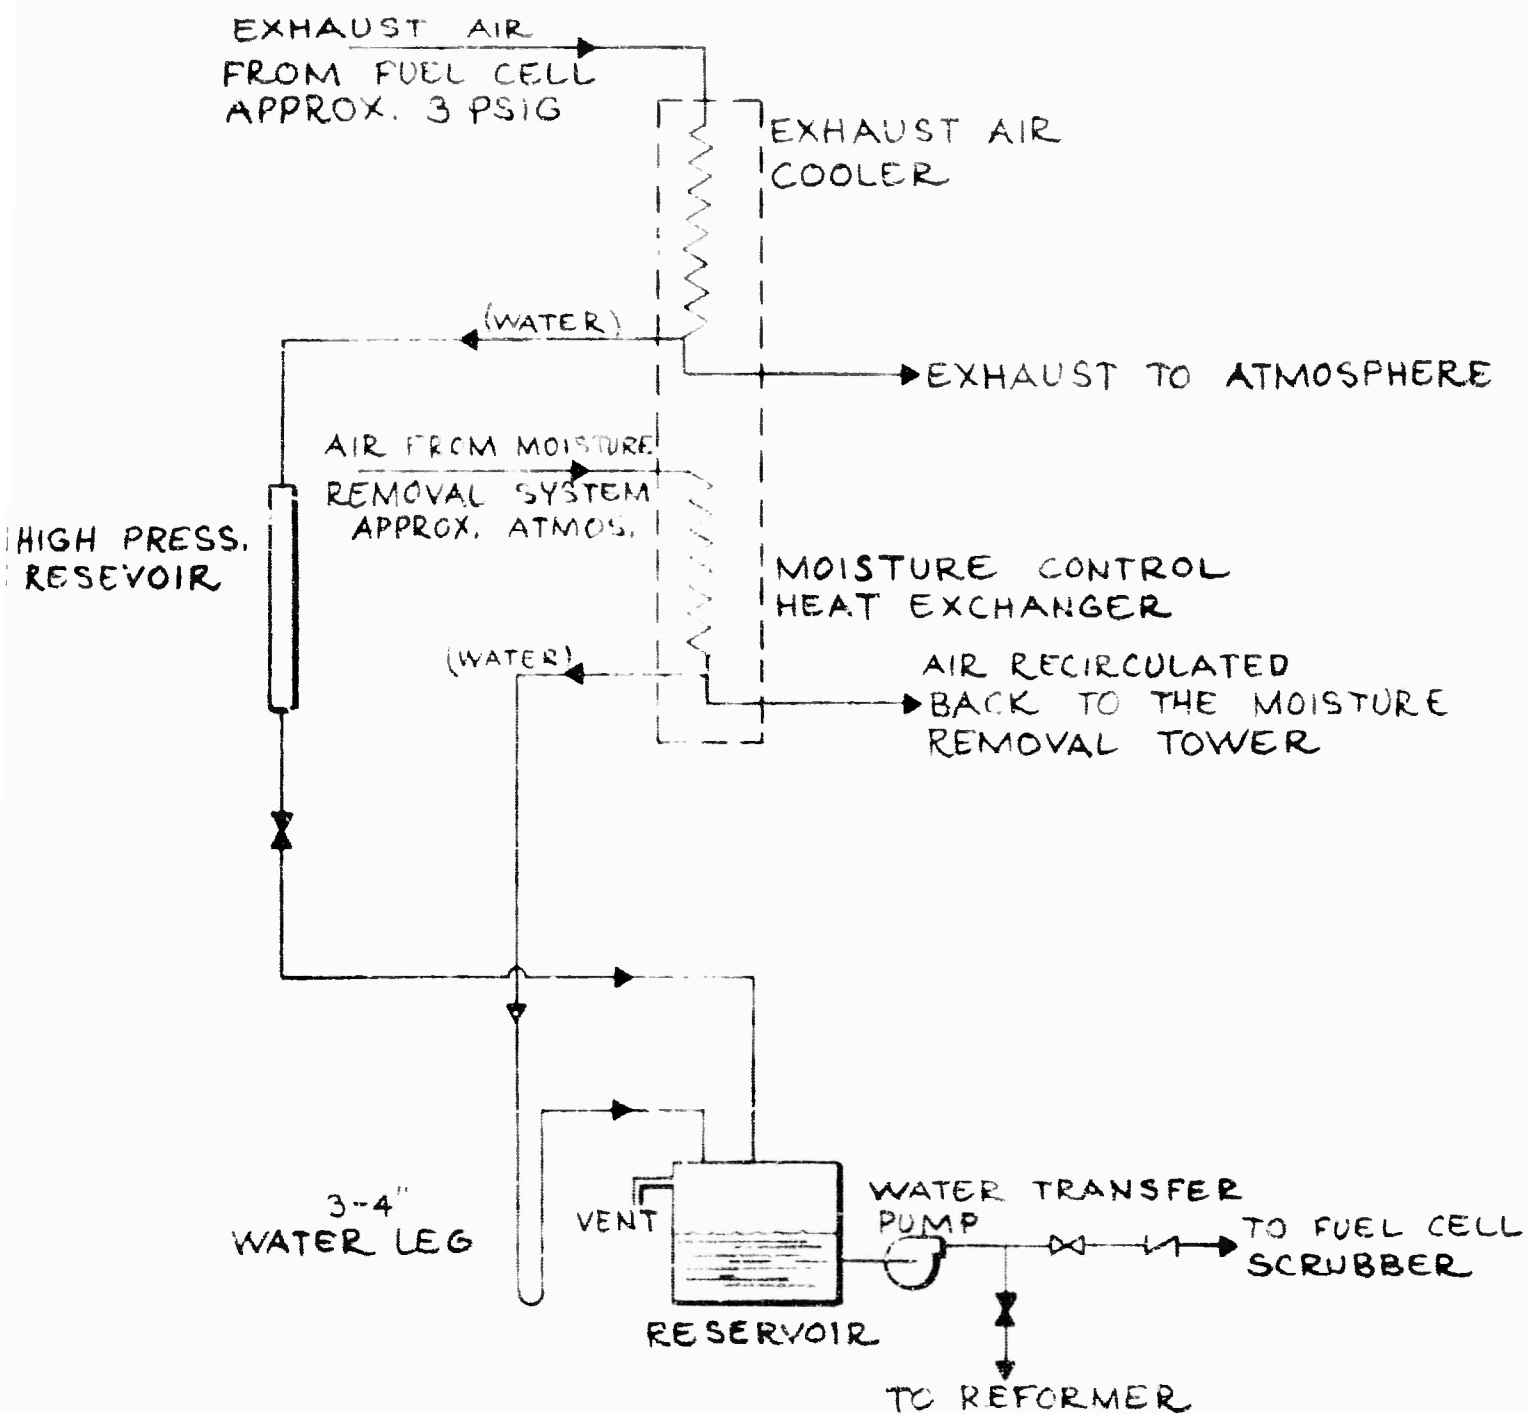 EXHAUST AIR
FROM FUEL CELL
APPROX. 3 PSIG
EXHAUST AIR
COOLER
(WATER)
EXHAUST TO ATMOSPHERE
AIR FROM MOISTURE
REMOVAL SYSTEM
APPROX. ATMOS.
HIGH PRESS.
RESEVOIR
MOISTURE CONTROL
HEAT EXCHANGER
(WATER)
AIR RECIRCULATED
BACK TO THE MOISTURE
REMOVAL TOWER
3-4"
WATER LEG
VENT
WATER TRANSFER
PUMP
TO FUEL CELL
SCRUBBER
RESERVOIR
TO REFORMER